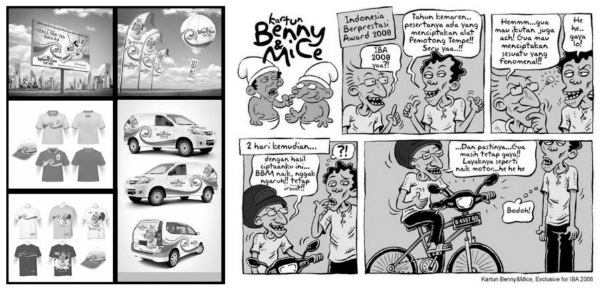 Kartun
Benny
& MiCe
Indonesia
Berprestasi
Award 2008
IBA
2008
yaa?!
Tahun kemaren...
pesertanya ada yang
menciptakan alat
Pemotong Tempe!!
Seru yaa..!!
Hemmm...gua
mau ikutan juga
ach! Gua mau
menciptakan
sesuatu yang
fenomenal!!
He
he..
gaya
lo!
2 hari kemudian....
dengan hasil
ciptaanku ini...
BBM naik, nggak
ngaruh!! tetap
irit!!
?!
...Dan pastinya...Gua
masih tetap gaya!!
Layaknya seperti
naik motor...he he he
Bodoh!
Kartun Benny&Mice, Exclusive for IBA 2008